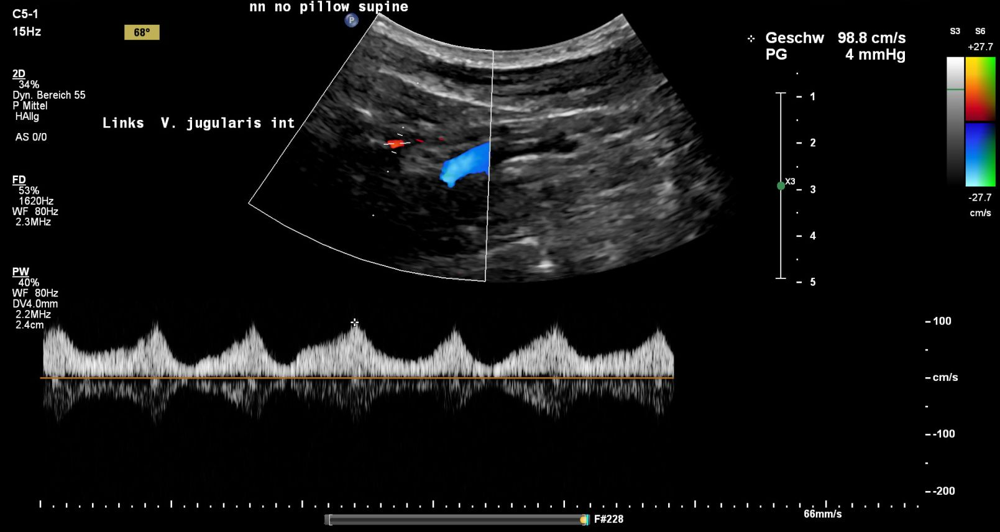 nn no pillow supine
C5-1
15Hz
68°
P
2D
34%
Dyn. Bereich 55
P Mittel
HAllg
AS 0/0
Links V. jugularis int
FD
53%
1620Hz
WF 80Hz
2.3MHz
PW
40%
WF 80Hz
DV4.0mm
2.2MHz
2.4cm
Geschw 98.8 cm/s
PG 4 mmHg
1
2
X3
3
4
5
S3 S6
+27.7
-27.7
cm/s
100
cm/s
-100
-200
66mm/s
F#228